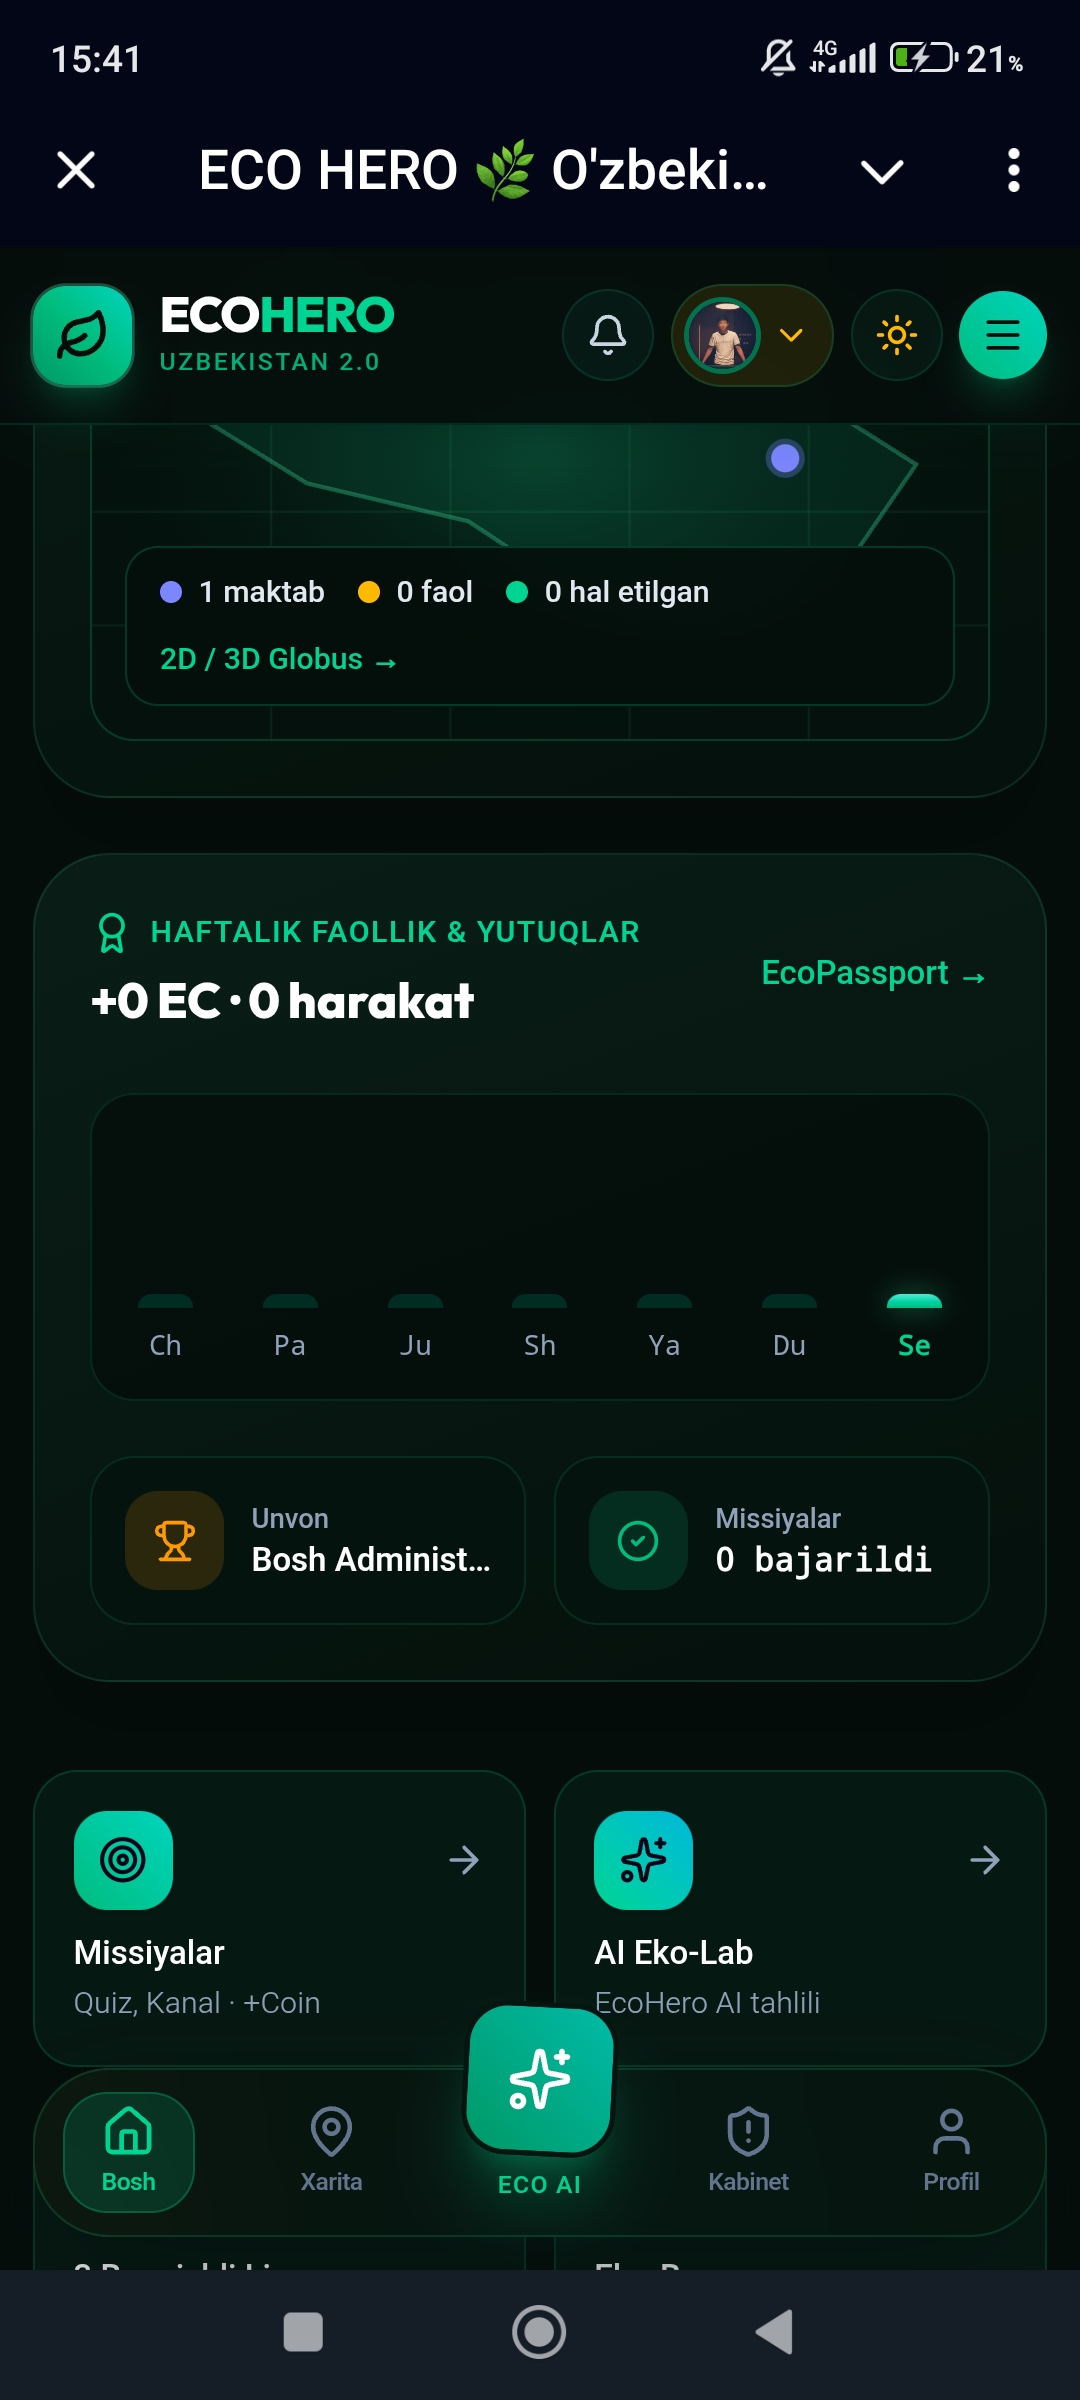 15:41
4G
21%
ECO HERO 🌿 O'zbeki...
ECOHERO
UZBEKISTAN 2.0
1 maktab
0 faol
0 hal etilgan
2D / 3D Globus →
HAFTALIK FAOLLIK & YUTUQLAR
+0 EC · 0 harakat
EcoPassport →
Ch Pa Ju Sh Ya Du Se
Unvon
Bosh Administ...
Missiyalar
0 bajarildi
Missiyalar
Quiz, Kanal · +Coin
AI Eko-Lab
EcoHero AI tahlili
Bosh
Xarita
ECO AI
Kabinet
Profil